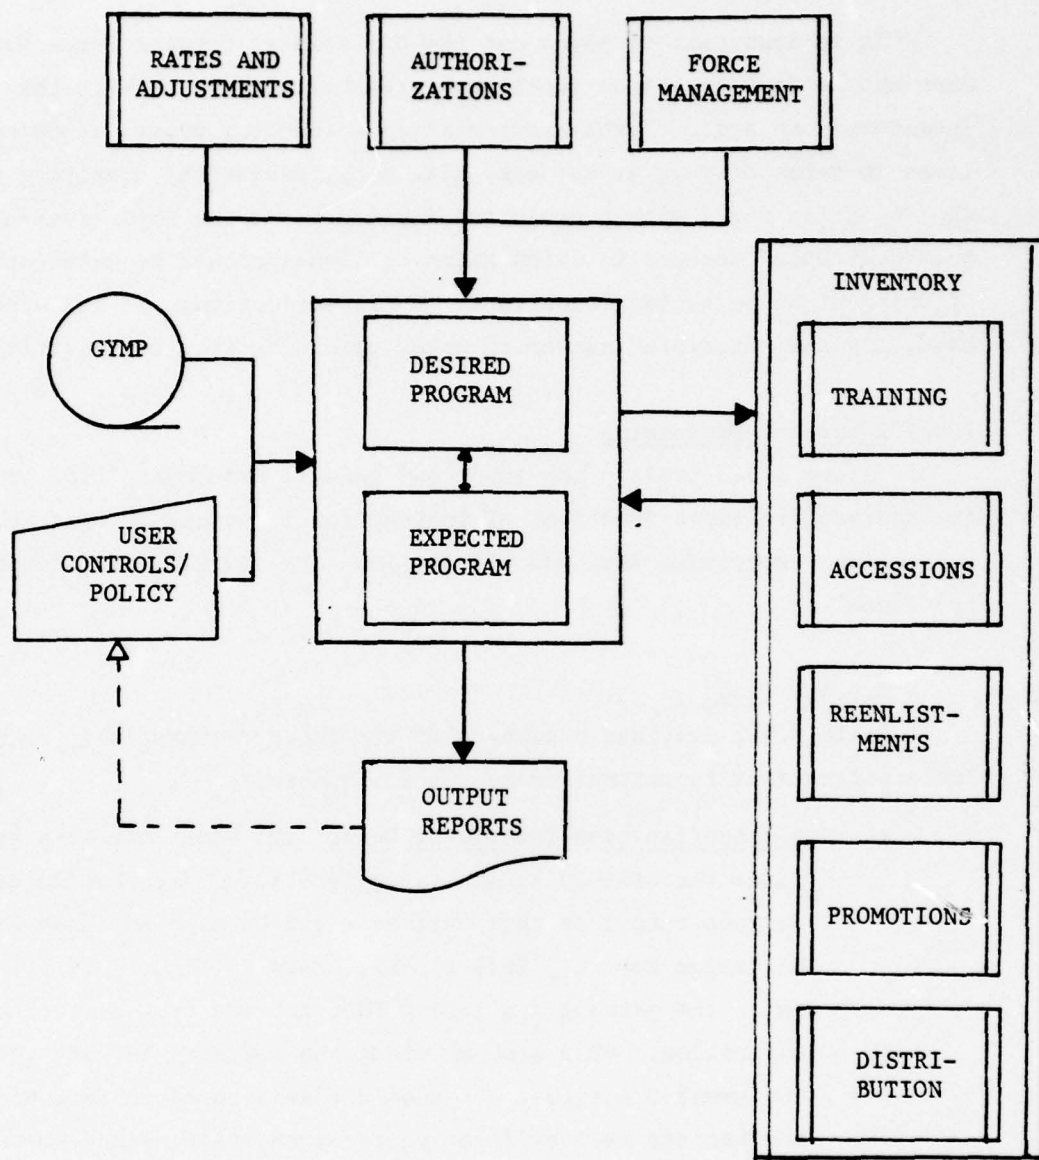 RATES AND
ADJUSTMENTS
AUTHORI-
ZATIONS
FORCE
MANAGEMENT
INVENTORY
GYMP
DESIRED
PROGRAM
TRAINING
USER
CONTROLS/
POLICY
EXPECTED
PROGRAM
ACCESSIONS
REENLIST-
MENTS
OUTPUT
REPORTS
PROMOTIONS
DISTRI-
BUTION